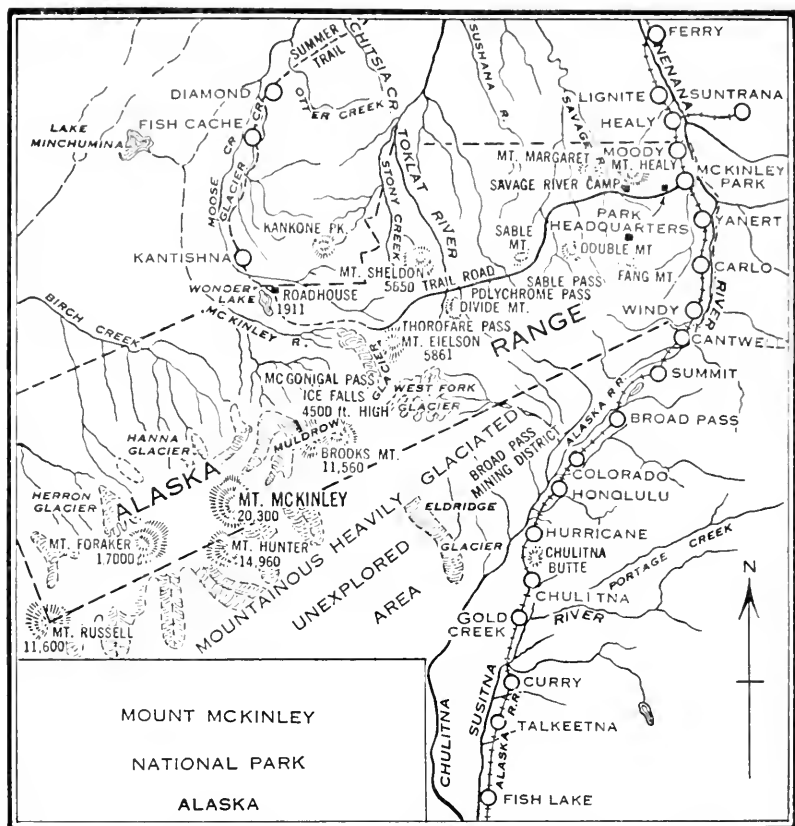 FERRY
NENANA
SUMMER
TRAIL
CHITSIA CR.
SUSHANA R.
SAVAGE R.
DIAMOND
OTTER CREEK
LIGNITE
SUNTRANA
HEALY
LAKE
MINCHUMINA
FISH CACHE
MOOSE CR
GLACIER CR
TOKLAT RIVER
STONY CREEK
MOODY
MT. MARGARET
MT. HEALY
SAVAGE RIVER CAMP
MCKINLEY
PARK
PARK
HEADQUARTERS
YANERT
KANKONE PK.
SABLE
MT.
DOUBLE MT
KANTISHNA
MT. SHELDON
5650
TRAIL ROAD
SABLE PASS
FANG MT.
CARLO
WONDER
LAKE
ROADHOUSE
1911
POLYCHROME PASS
DIVIDE MT.
WINDY
RIVER
BIRCH CREEK
MCKINLEY R.
THOROFARE PASS
MT. EIELSON
5861
RANGE
CANTWELL
MCGONIGAL PASS
ICE FALLS
4500 ft. HIGH
GLACIER
WEST FORK
GLACIER
SUMMIT
ALASKA R.R.
BROAD PASS
HANNA
GLACIER
MULDROW
BROOKS MT.
11,560
BROAD PASS
MINING DISTRICT
COLORADO
HONOLULU
HERRON
GLACIER
ALASKA
MT. MCKINLEY
20,300
ELDRIDGE
GLACIER
HURRICANE
MT. FORAKER
17000
MT. HUNTER
14,960
MOUNTAINOUS HEAVILY GLACIATED
UNEXPLORED
AREA
CHULITNA
BUTTE
PORTAGE CREEK
N
CHULITNA
MT. RUSSELL
11,600
GOLD
CREEK
RIVER
CURRY
SUSITNA
CHULITNA
ALASKA R.R.
TALKEETNA
FISH LAKE
MOUNT MCKINLEY
NATIONAL PARK
ALASKA